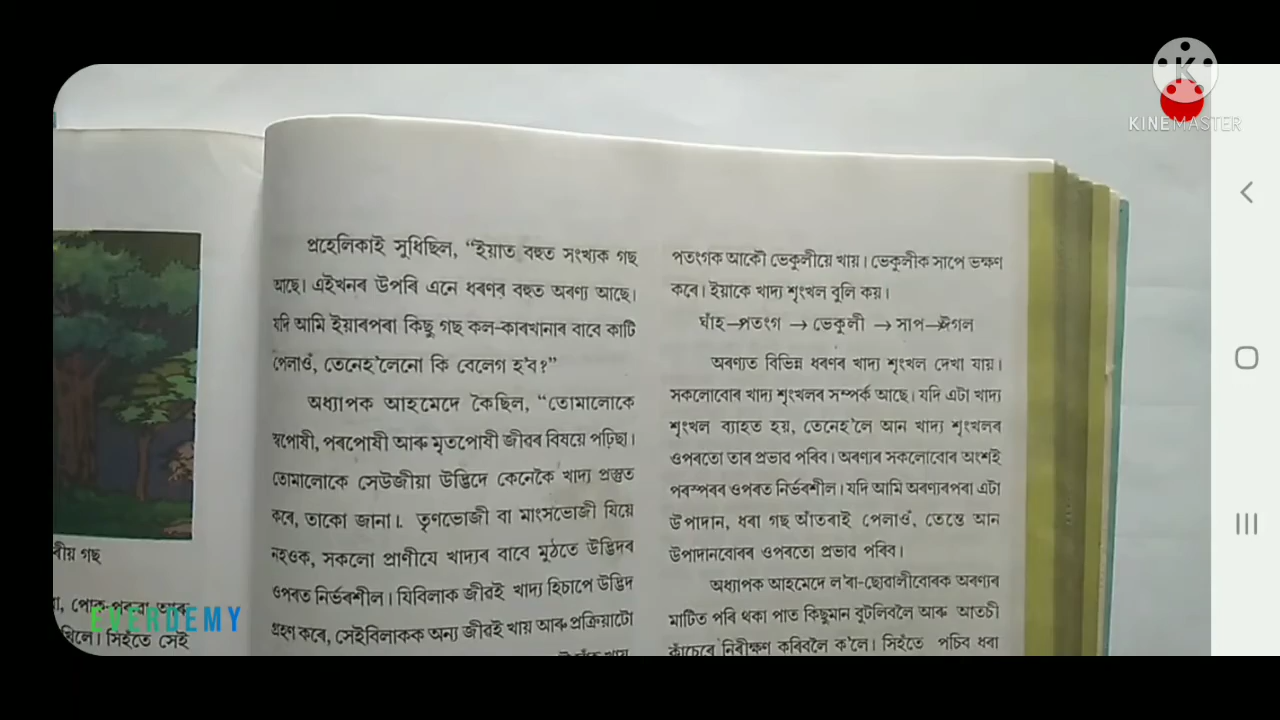 প্ৰহেলিকাই সুধিছিল, “ইয়াত বহুত সংখ্যক গছ
আছে। এইখনৰ উপৰি এনে ধৰণৰ বহুত অৰণ্য আছে।
যদি আমি ইয়াৰপৰা কিছু গছ কল-কাৰখানাৰ বাবে কাটি
পেলাওঁ, তেনেহ’লেনো কি বেলেগ হ’ব?”
অধ্যাপক আহমেদে কৈছিল, “তোমালোকে
স্বপোষী, পৰপোষী আৰু মৃতপোষী জীৱৰ বিষয়ে পঢ়িছা।
তোমালোকে সেউজীয়া উদ্ভিদে কেনেকৈ খাদ্য প্ৰস্তুত
কৰে, তাকো জানা। তৃণভোজী বা মাংসভোজী যিয়ে
নহওক, সকলো প্ৰাণীযে খাদ্যৰ বাবে মুঠতে উদ্ভিদৰ
ওপৰত নিৰ্ভৰশীল। যিবিলাক জীৱই খাদ্য হিচাপে উদ্ভিদ
গ্ৰহণ কৰে, সেইবিলাকক অন্য জীৱই খায় আৰু প্ৰক্ৰিয়াটো
পতংগক আকৌ ভেকুলীয়ে খায়। ভেকুলীক সাপে ভক্ষণ
কৰে। ইয়াকে খাদ্য শৃংখল বুলি কয়।
ঘাঁহ→পতংগ → ভেকুলী → সাপ→ঈগল
অৰণ্যত বিভিন্ন ধৰণৰ খাদ্য শৃংখল দেখা যায়।
সকলোবোৰ খাদ্য শৃংখলৰ সম্পৰ্ক আছে। যদি এটা খাদ্য
শৃংখল ব্যাহত হয়, তেনেহ’লে আন খাদ্য শৃংখলৰ
ওপৰতো তাৰ প্ৰভাৱ পৰিব। অৰণ্যৰ সকলোবোৰ অংশই
পৰস্পৰৰ ওপৰত নিৰ্ভৰশীল। যদি আমি অৰণ্যৰপৰা এটা
উপাদান, ধৰা গছ আঁতৰাই পেলাওঁ, তেন্তে আন
উপাদানবোৰৰ ওপৰতো প্ৰভাৱ পৰিব।
অধ্যাপক আহমেদে ল’ৰা-ছোৱালীবোৰক অৰণ্যৰ
মাটিত পৰি থকা পাত কিছুমান বুটলিবলৈ আৰু আতচী
কাঁচেৰে নিৰীক্ষণ কৰিবলৈ ক’লে। সিহঁতে পচিব ধৰা
গছ
সিহঁতে সেই
EVERDEMY
KINEMASTER